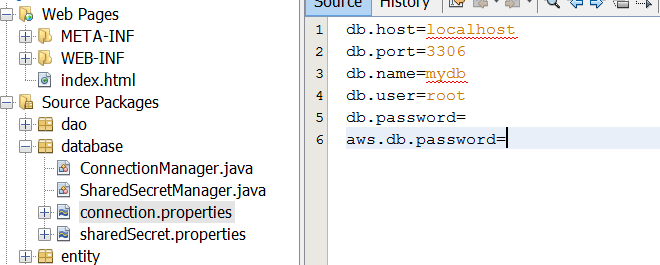 Web Pages
META-INF
WEB-INF
index.html
Source Packages
dao
database
ConnectionManager.java
SharedSecretManager.java
connection.properties
sharedSecret.properties
entity
Source
History
1 db.host=localhost
2 db.port=3306
3 db.name=mydb
4 db.user=root
5 db.password=
6 aws.db.password=